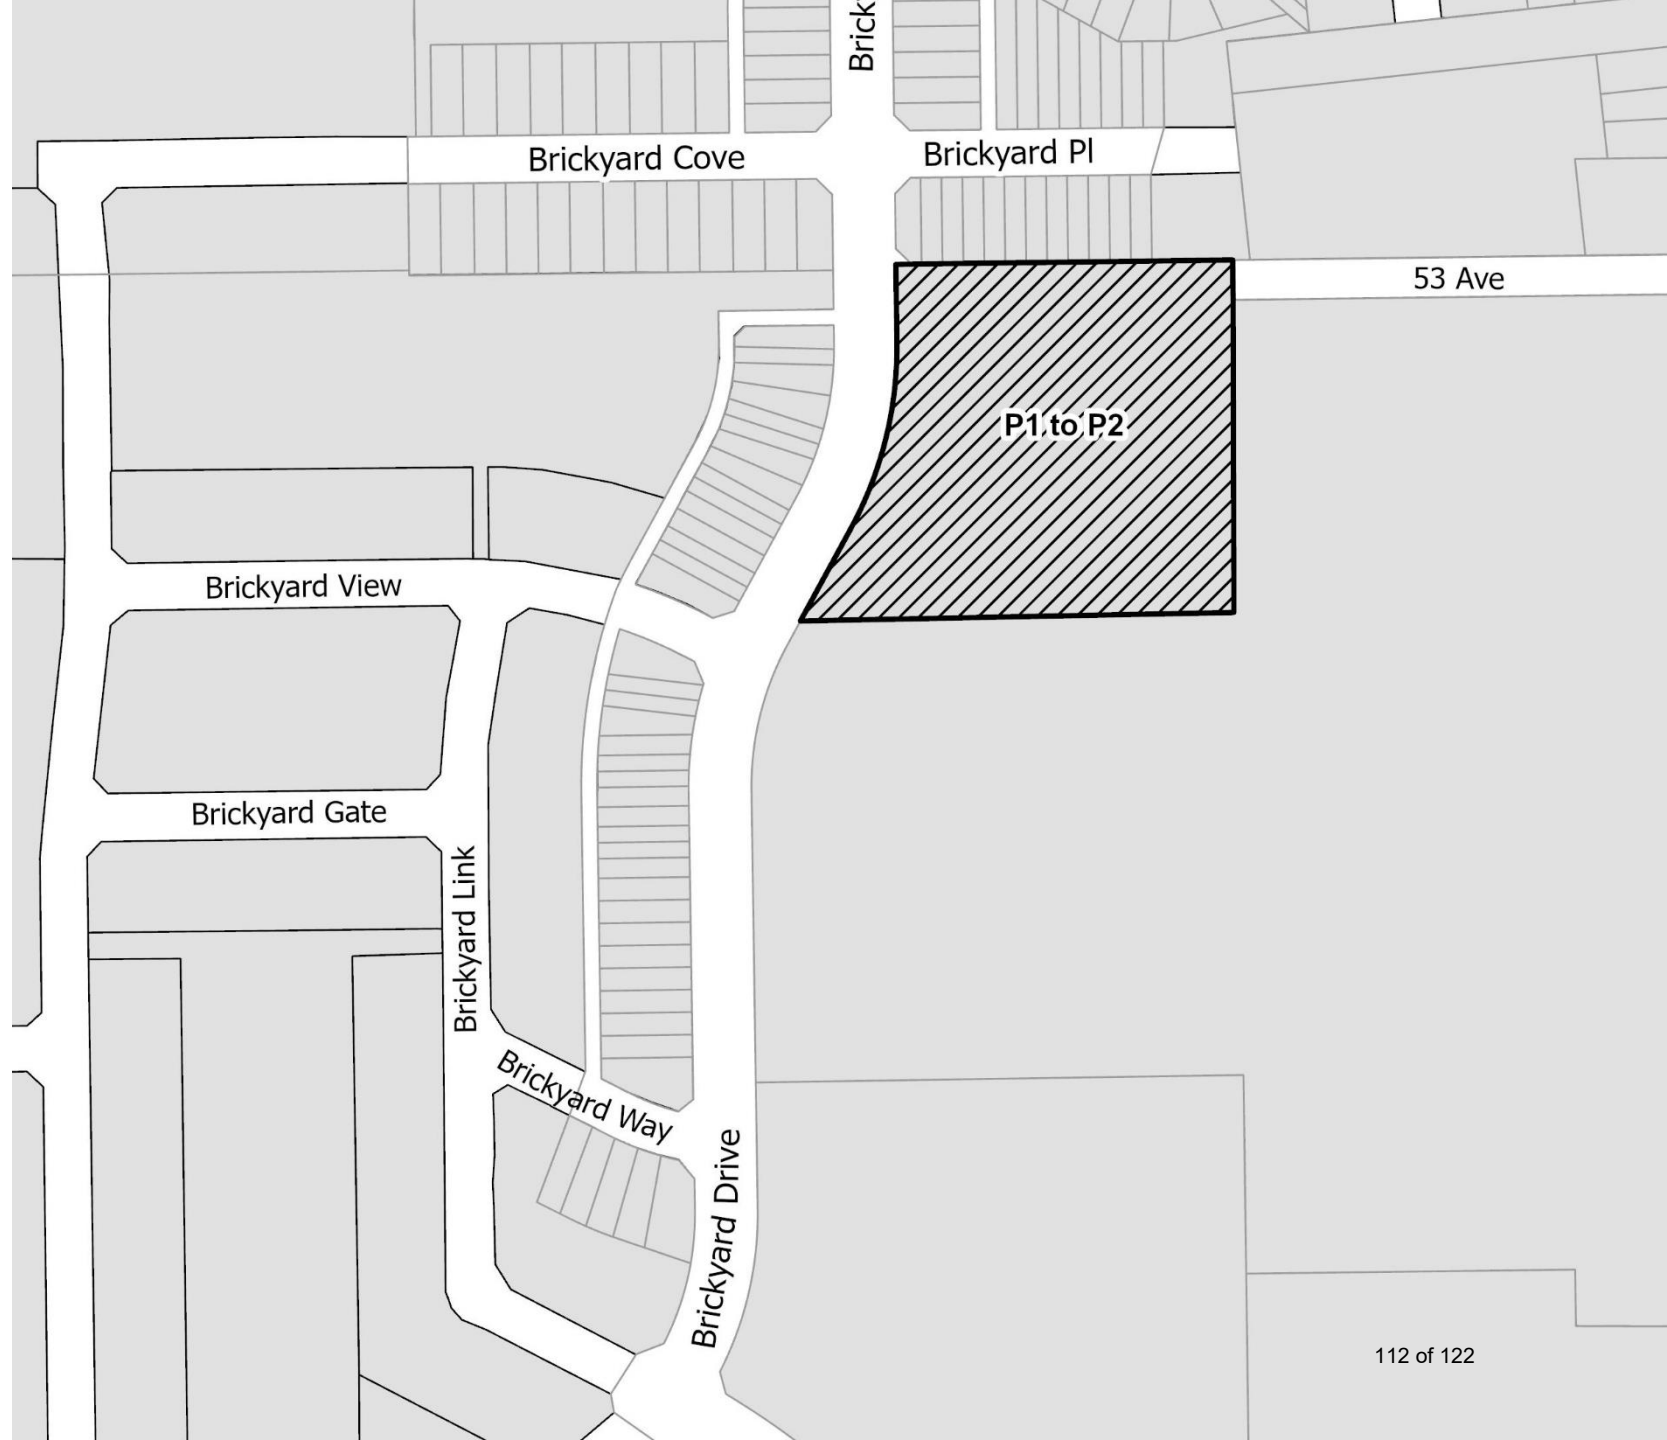 Brick
Brickyard Cove
Brickyard Pl
53 Ave
P1 to P2
Brickyard View
Brickyard Gate
Brickyard Link
Brickyard Way
Brickyard Drive
112 of 122